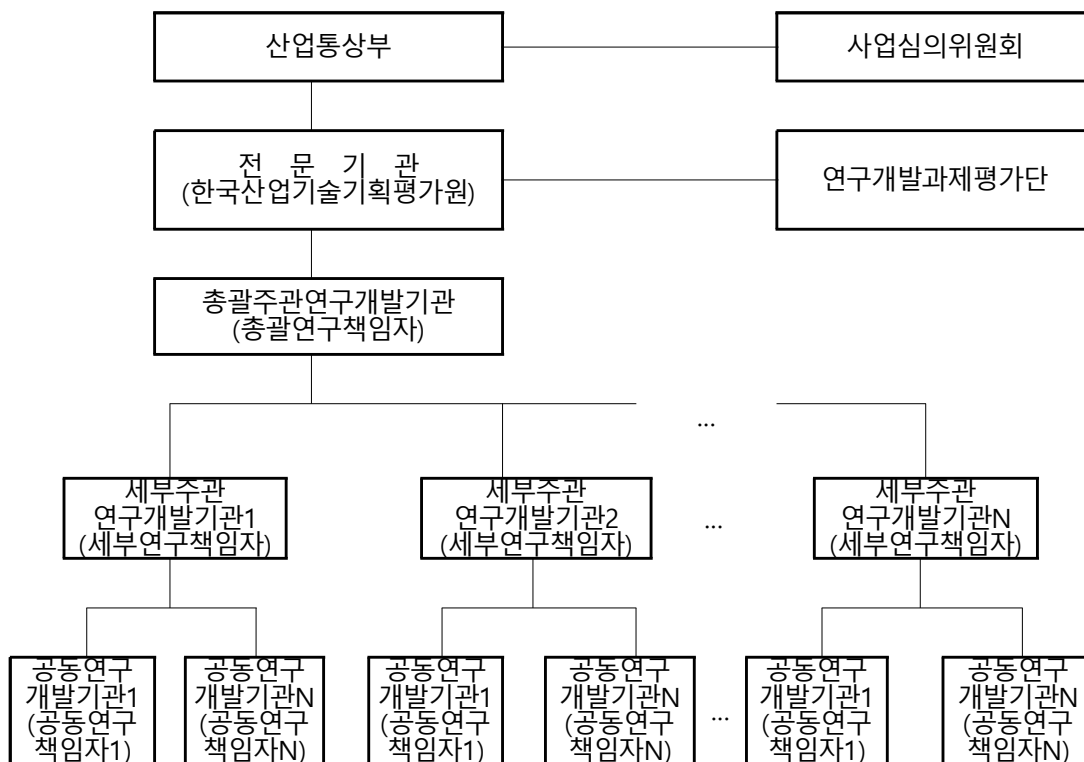 산업통상부
사업심의위원회
전 문 기 관
(한국산업기술기획평가원)
연구개발과제평가단
총괄주관연구개발기관
(총괄연구책임자)
...
세부주관
연구개발기관1
(세부연구책임자)
세부주관
연구개발기관2
(세부연구책임자)
...
세부주관
연구개발기관N
(세부연구책임자)
공동연구
개발기관1
(공동연구
책임자1)
공동연구
개발기관N
(공동연구
책임자N)
공동연구
개발기관1
(공동연구
책임자1)
공동연구
개발기관N
(공동연구
책임자N)
...
공동연구
개발기관1
(공동연구
책임자1)
공동연구
개발기관N
(공동연구
책임자N)